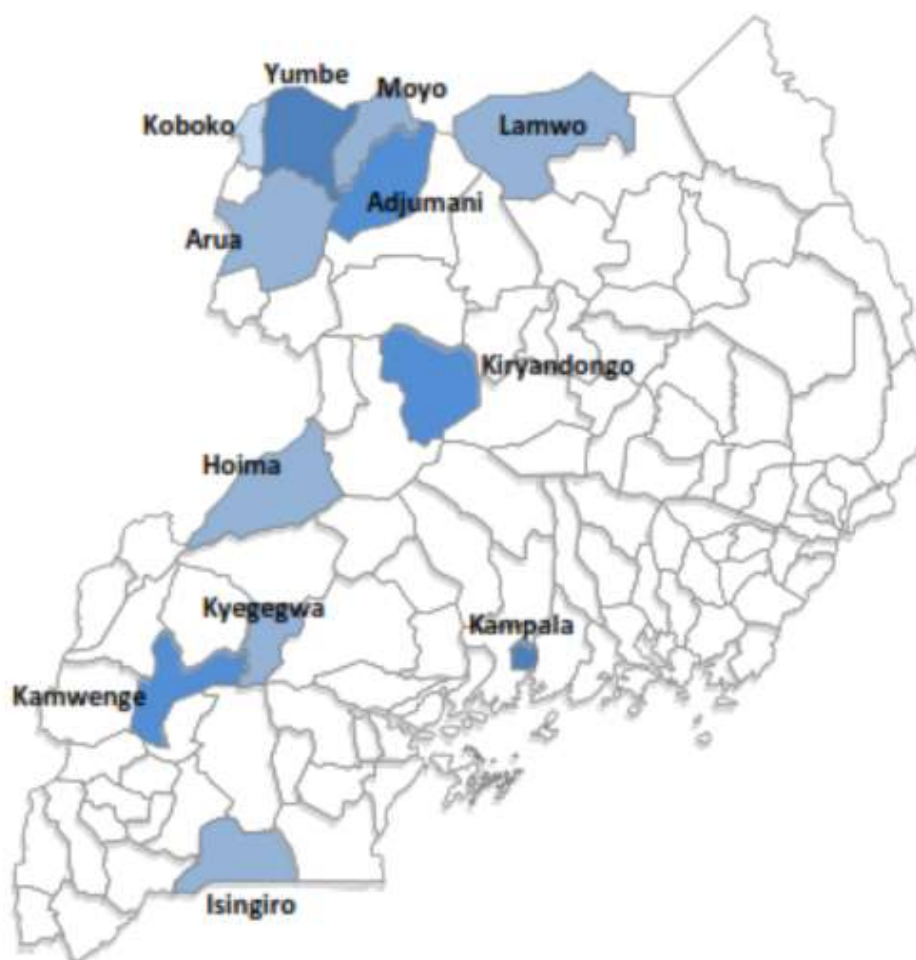 Yumbe
Moyo
Koboko
Lamwo
Adjumani
Arua
Kiryandongo
Hoima
Kyegegwa
Kampala
Kamwenge
Isingiro